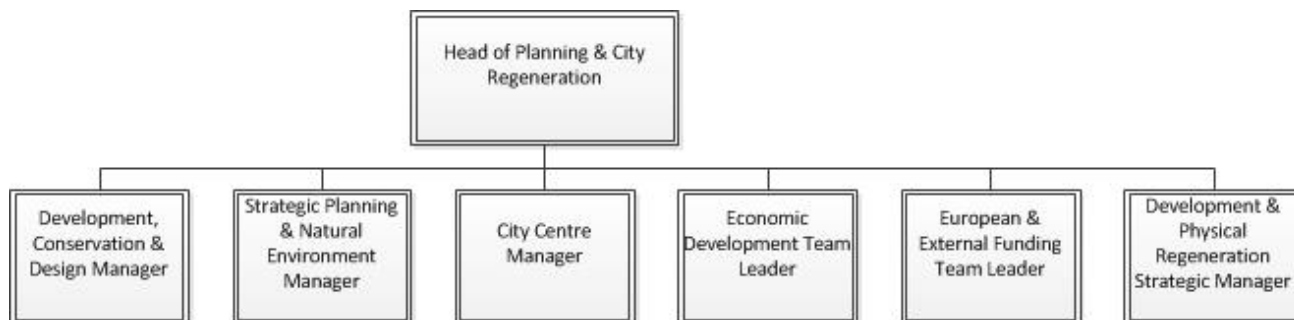 Head of Planning & City
Regeneration
Development,
Conservation &
Design Manager
Strategic Planning
& Natural
Environment
Manager
City Centre
Manager
Economic
Development Team
Leader
European &
External Funding
Team Leader
Development &
Physical
Regeneration
Strategic Manager